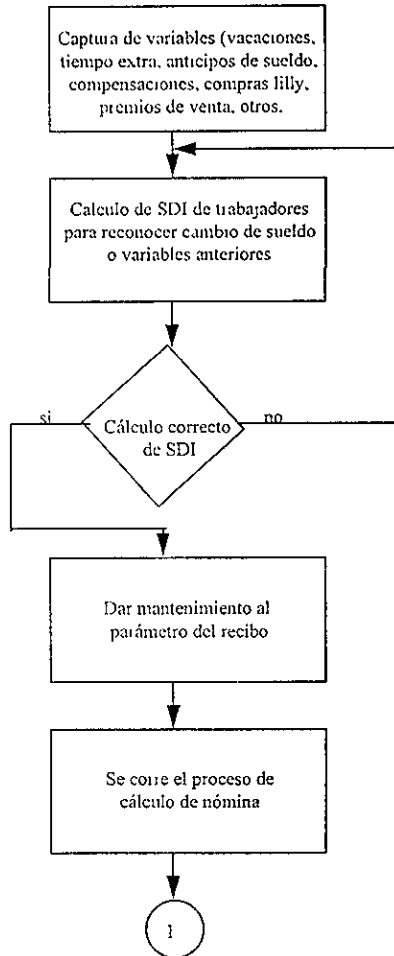 Captura de variables (vacaciones,
tiempo extra, anticipos de sueldo,
compensaciones, compras lilly,
premios de venta, otros.
Calculo de SDI de trabajadores
para reconocer cambio de sueldo
o variables anteriores
si
Cálculo correcto
de SDI
no
Dar mantenimiento al
parámetro del recibo
Se corre el proceso de
cálculo de nómina
1